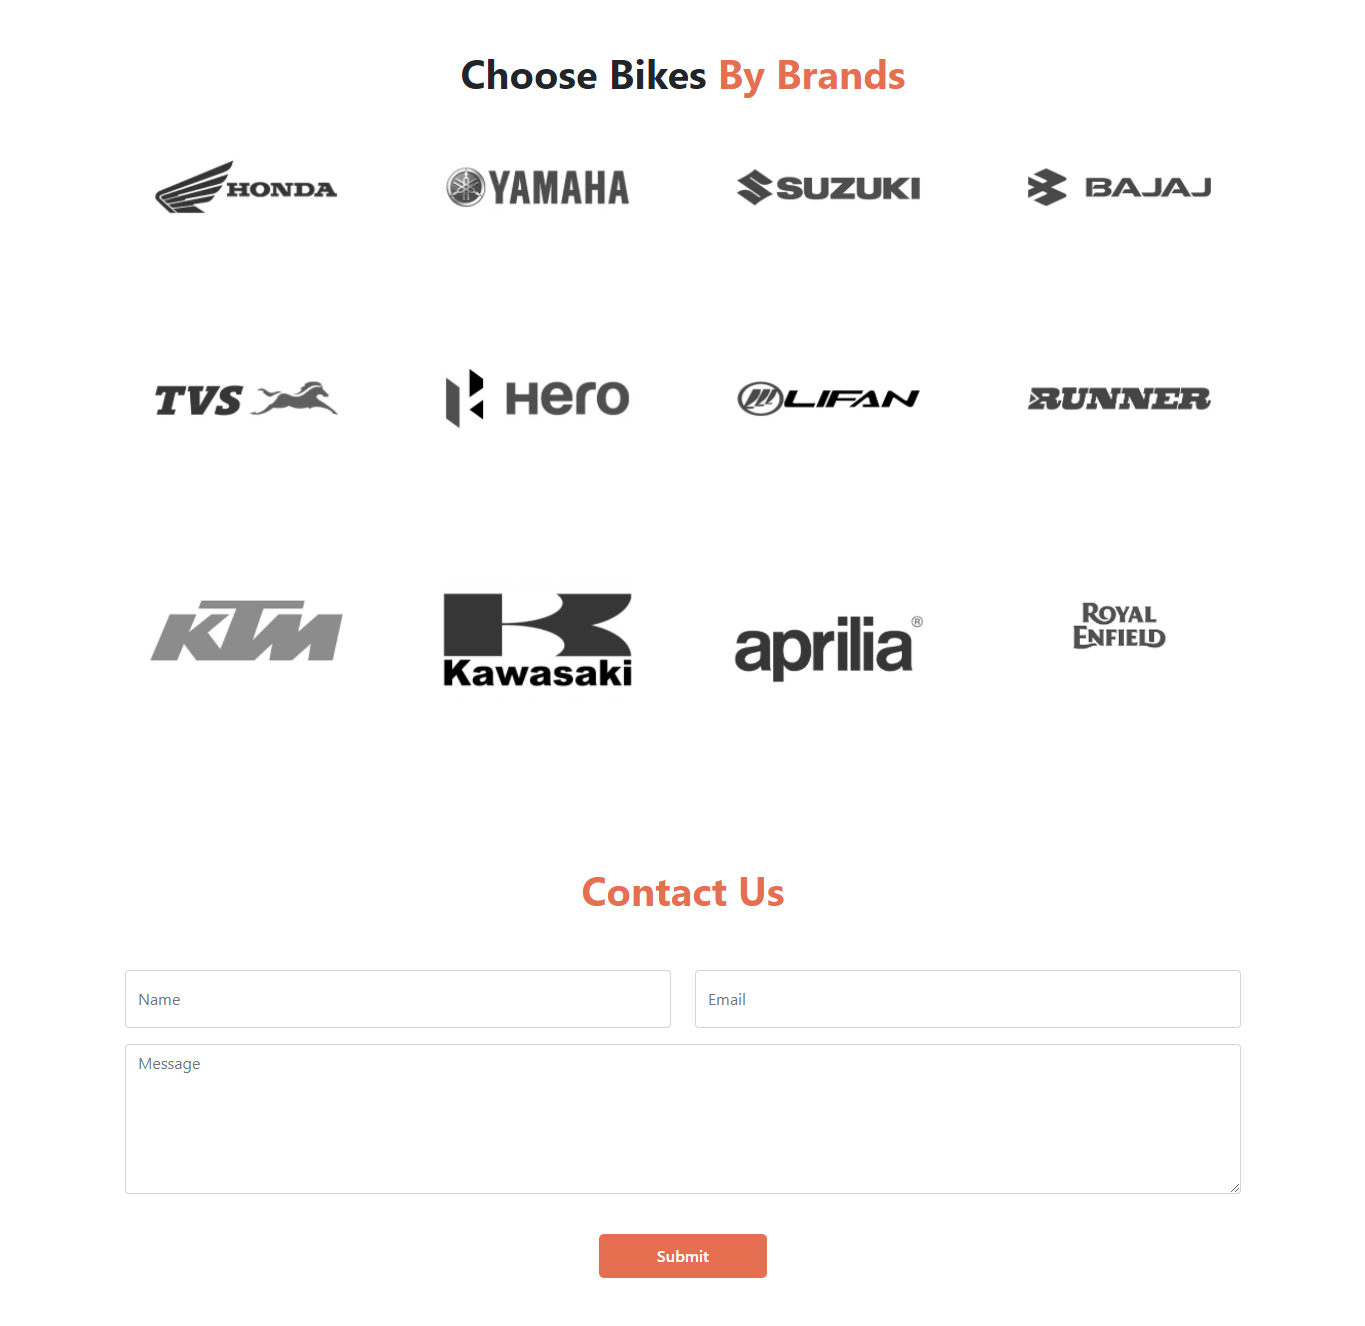 Choose Bikes By Brands
HONDA
YAMAHA
SUZUKI
BAJAJ
TVS
Hero
LIFAN
RUNNER
KTM
Kawasaki
aprilia®
ROYAL
ENFIELD
Contact Us
Name
Email
Message
Submit